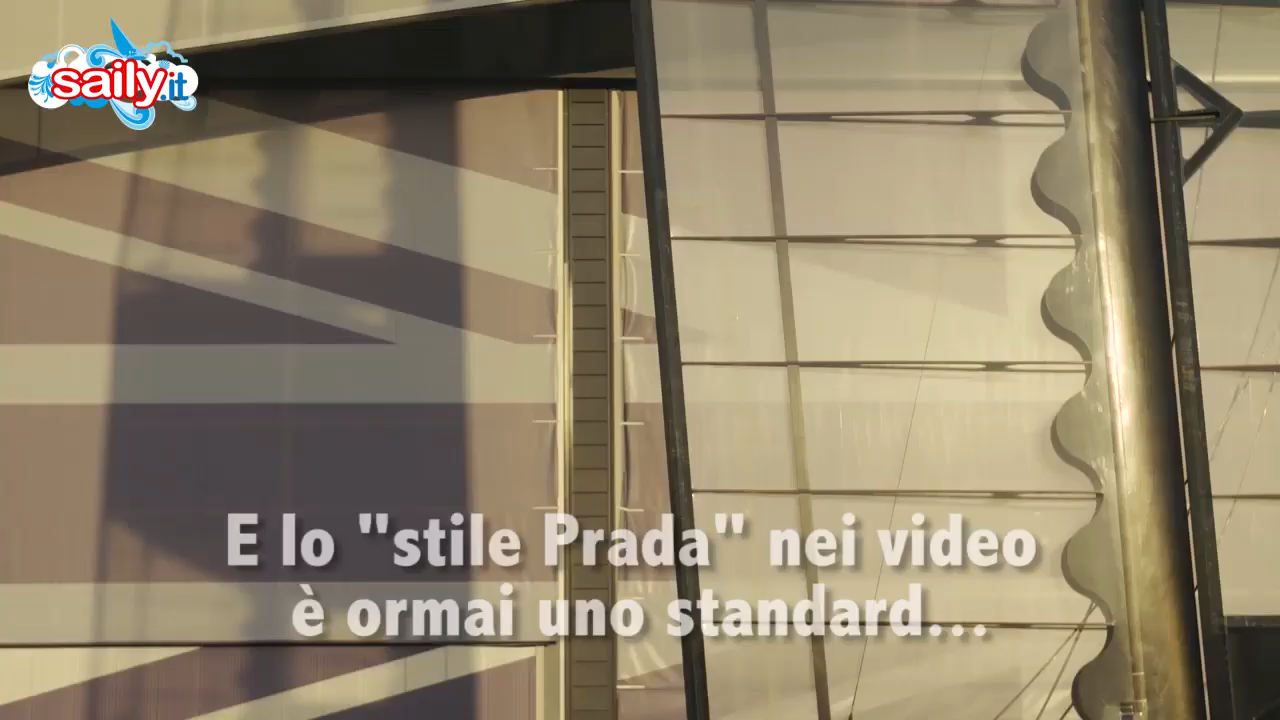 saily.it
E lo "stile Prada" nei video
è ormai uno standard...